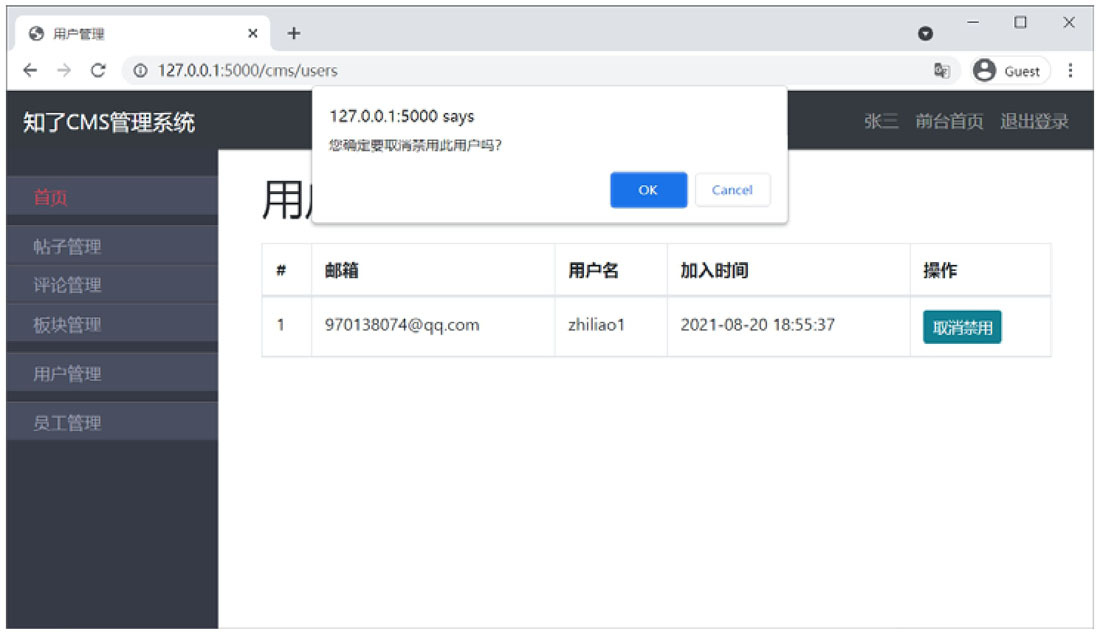 用户管理
127.0.0.1:5000/cms/users
Guest
知了CMS管理系统
张三 前台首页 退出登录
127.0.0.1:5000 says
您确定要取消禁用此用户吗?
OK Cancel
首页
帖子管理
评论管理
板块管理
用户管理
员工管理
用
# 邮箱 用户名 加入时间 操作
1 970138074@qq.com zhiliao1 2021-08-20 18:55:37 取消禁用